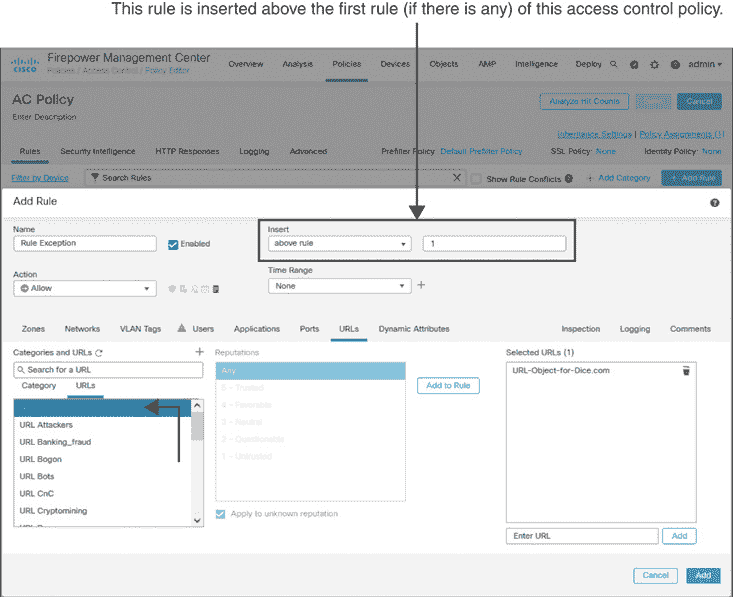 This rule is inserted above the first rule (if there is any) of this access control policy.
CISCO Firepower Management Center Overview Analysis Policies Devices Objects AMP Intelligence Deploy admin
Policies / Access Control / Policy Editor
AC Policy Analyze Hit Counts Cancel
Enter Description
Inheritance Settings | Policy Assignments (1)
Rules Security Intelligence HTTP Responses Logging Advanced Prefilter Policy: Default Prefilter Policy SSL Policy: None Identity Policy: None
Filter by Device Search Rules X Show Rule Conflicts + Add Category + Add Rule
Add Rule
Name Insert
Rule Exception Enabled above rule 1
Action Time Range
Allow None +
Zones Networks VLAN Tags Users Applications Ports URLs Dynamic Attributes Inspection Logging Comments
Categories and URLs + Reputations Selected URLs (1)
Search for a URL Any Add to Rule URL-Object-for-Dice.com
Category URLs 5 - Trusted
4 - Favorable
URL Attackers 3 - Neutral
URL Banking_fraud 2 - Questionable
URL Bogon 1 - Untrusted
URL Bots
URL CnC
URL Cryptomining Apply to unknown reputation
Enter URL Add
Cancel Add